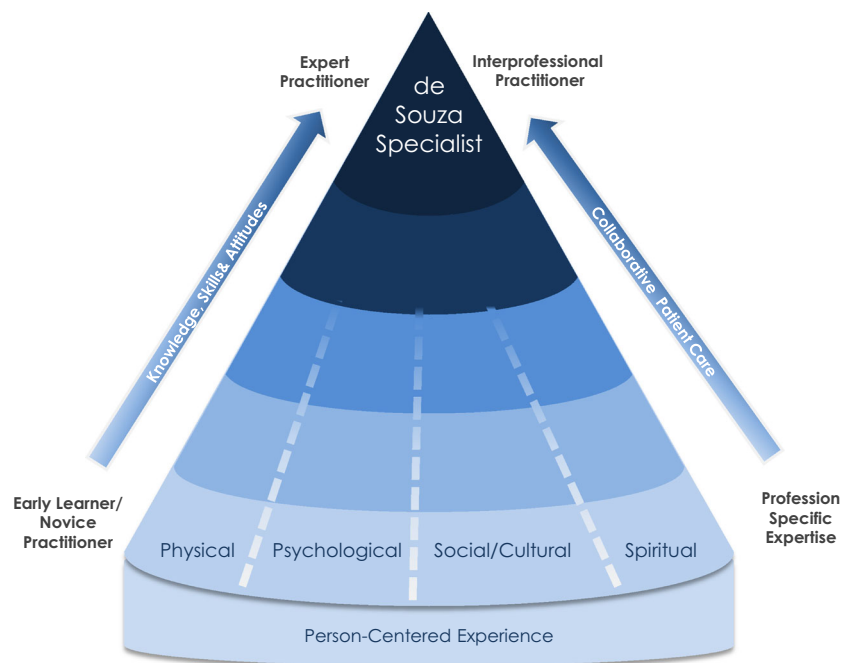 Expert
Practitioner
Interprofessional
Practitioner
de
Souza
Specialist
Knowledge, Skills& Attitudes
Collaborative Patient Care
Early Learner/
Novice
Practitioner
Profession
Specific
Expertise
Physical
Psychological
Social/Cultural
Spiritual
Person-Centered Experience